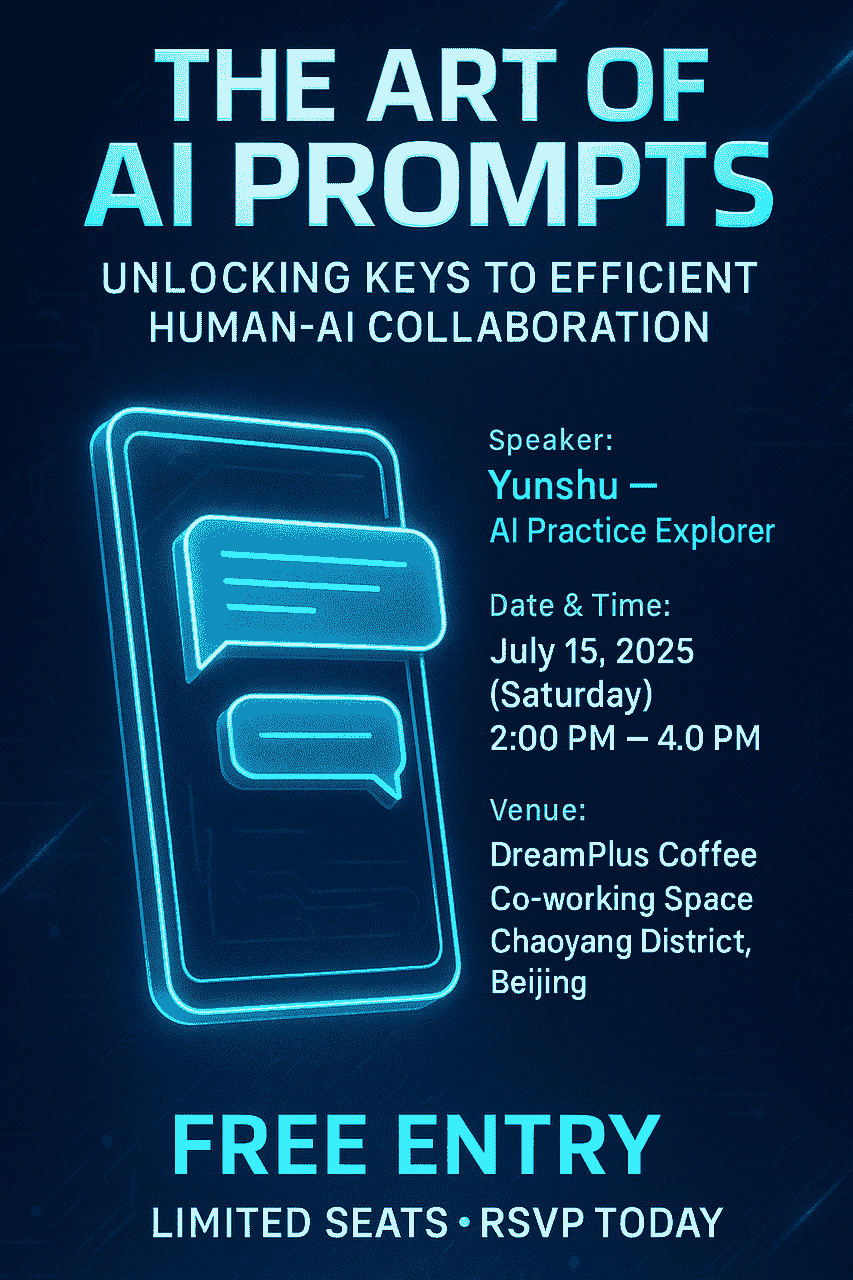 THE ART OF
AI PROMPTS
UNLOCKING KEYS TO EFFICIENT
HUMAN-AI COLLABORATION
Speaker:
Yunshu —
AI Practice Explorer
Date & Time:
July 15, 2025
(Saturday)
2:00 PM – 4.0 PM
Venue:
DreamPlus Coffee
Co-working Space
Chaoyang District,
Beijing
FREE ENTRY
LIMITED SEATS • RSVP TODAY